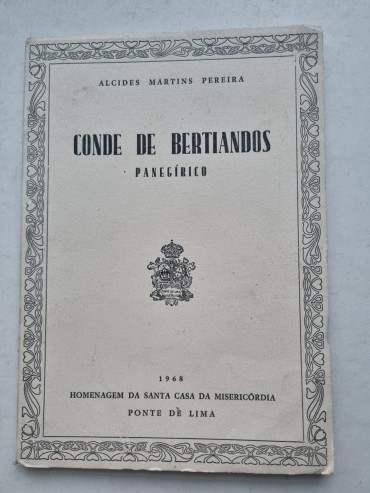 ALCIDES MARTINS PEREIRA
CONDE DE BERTIANDOS
PANEGÍRICO
1968
HOMENAGEM DA SANTA CASA DA MISERICÓRDIA
PONTE DE LIMA